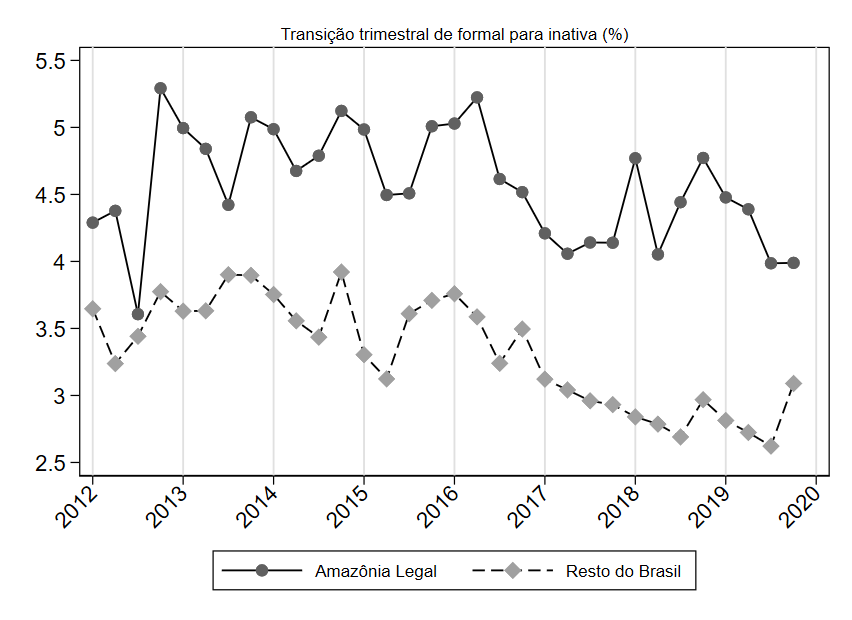 Transição trimestral de formal para inativa (%)
5.5
5
4.5
4
3.5
3
2.5
2012 2013 2014 2015 2016 2017 2018 2019 2020
Amazônia Legal Resto do Brasil